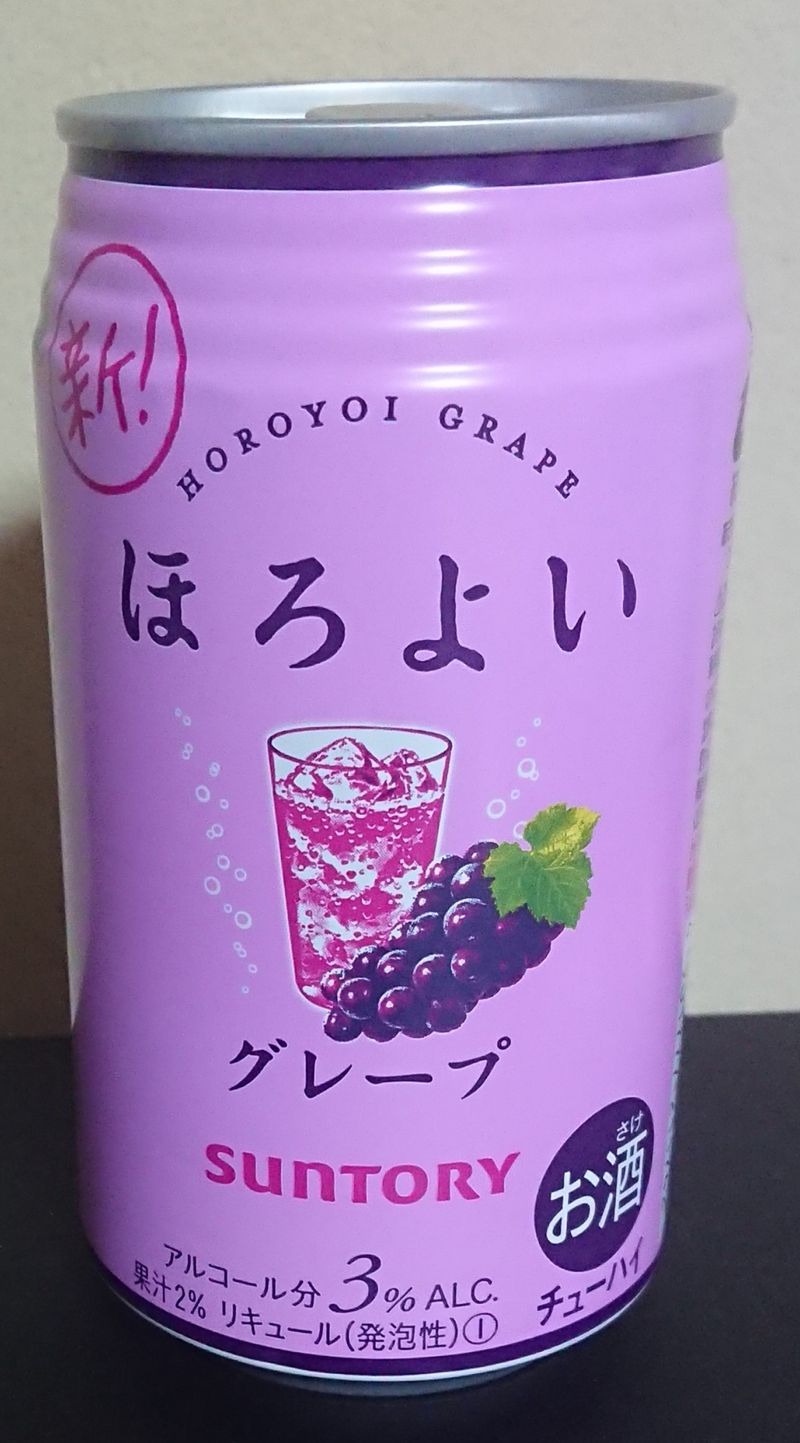 新!
HOROYOI GRAPE
ほろよい
グレープ
SUNTORY
さけ
お酒
チューハイ
アルコール分 3% ALC.
果汁2% リキュール(発泡性)①